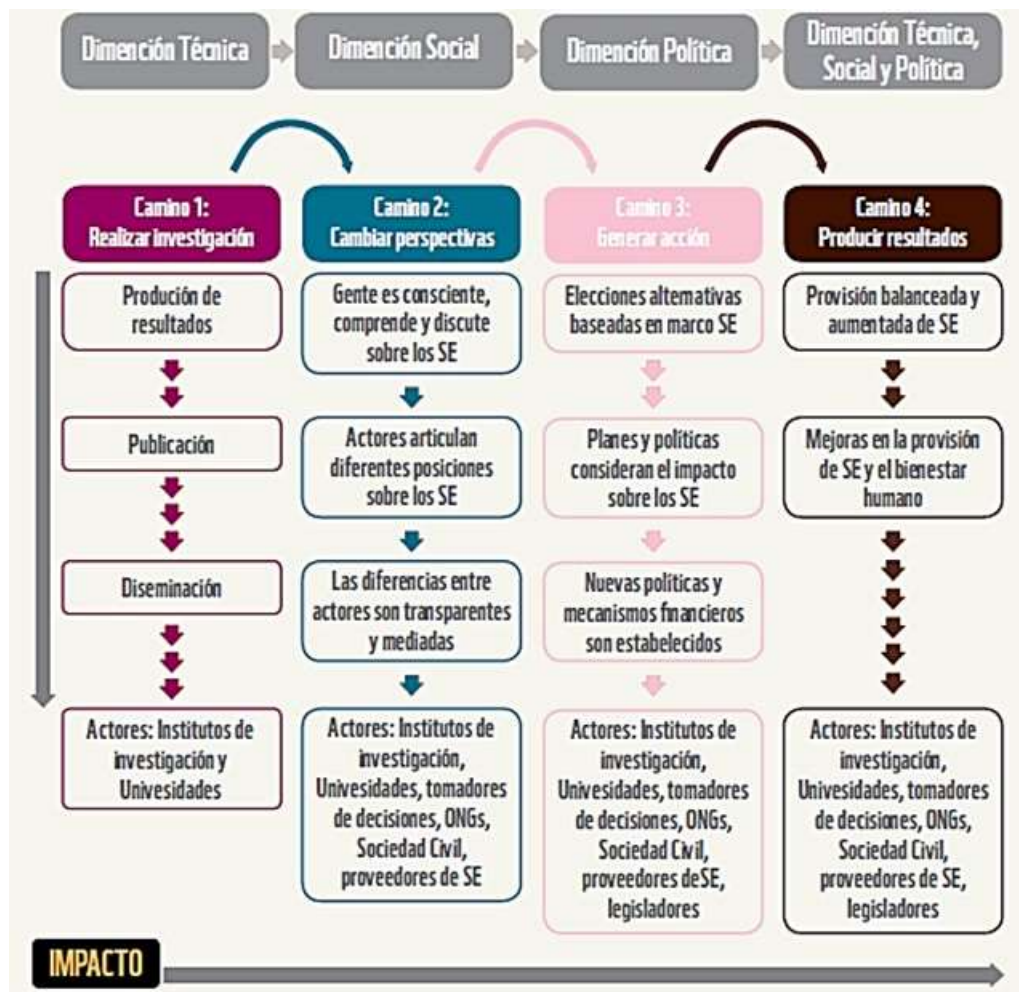 Dimención Técnica
Dimención Social
Dimención Política
Dimención Técnica,
Social y Política
Camino 1:
Realizar investigación
Produción de
resultados
Publicación
Diseminación
Actores: Institutos de
investigación y
Univesidades
Camino 2:
Cambiar perspectivas
Gente es consciente,
comprende y discute
sobre los SE
Actores articulan
diferentes posiciones
sobre los SE
Las diferencias entre
actores son transparentes
y mediadas
Actores: Institutos de
investigación,
Univesidades, tomadores
de decisiones, ONGs,
Sociedad Civil,
proveedores de SE
Camino 3:
Generar acción
Elecciones alternativas
baseadas en marco SE
Planes y políticas
consideran el impacto
sobre los SE
Nuevas políticas y
mecanismos financieros
son estabelecidos
Actores: Institutos de
investigación,
Univesidades, tomadores
de decisiones, ONGs,
Sociedad Civil,
proveedores deSE,
legisladores
Camino 4:
Producir resultados
Provisión balanceada y
aumentada de SE
Mejoras en la provisión
de SE y el bienestar
humano
Actores: Institutos de
investigación,
Univesidades, tomadores
de decisiones, ONGs,
Sociedad Civil,
proveedores de SE,
legisladores
IMPACTO